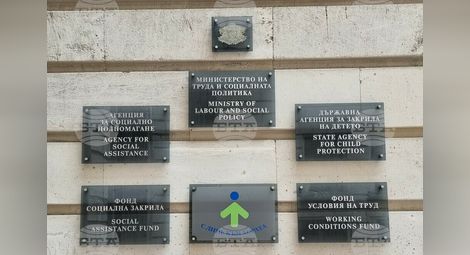 МИНИСТЕРСТВО НА
ТРУДА И СОЦИАЛНАТА
ПОЛИТИКА
MINISTRY OF
LABOUR AND SOCIAL
POLICY
АГЕНЦИЯ
ЗА СОЦИАЛНО
ПОДПОМАГАНЕ
AGENCY FOR
SOCIAL
ASSISTANCE
ДЪРЖАВНА
АГЕНЦИЯ ЗА ЗАКРИЛА
НА ДЕТЕТО
STATE AGENCY
FOR CHILD
PROTECTION
ФОНД
СОЦИАЛНА ЗАКРИЛА
SOCIAL
ASSISTANCE FUND
ФОНД
УСЛОВИЯ НА ТРУД
WORKING
CONDITIONS FUND